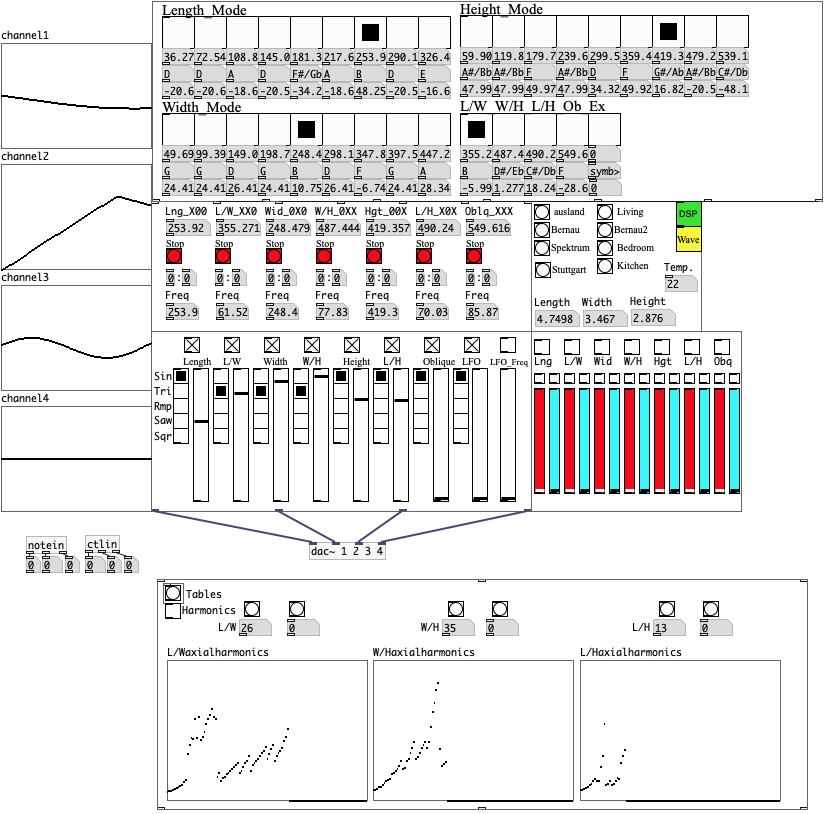 Length_Mode
Height_Mode
channel1
36.27 72.54 108.8 145.0 181.3 217.6 253.9 290.1 326.4
59.90 119.8 179.7 239.6 299.5 359.4 419.3 479.2 539.1
D D A D F#/Gb A B D E
A#/Bb A#/Bb F A#/Bb D F G#/Ab A#/Bb C#/Db
-20.6 -20.6 -18.6 -20.6 -34.2 -18.6 48.25 -20.5 -16.6
47.99 47.99 49.97 47.99 34.32 49.92 16.82 -20.5 -48.1
Width_Mode
L/W W/H L/H Ob Ex
49.69 99.39 149.0 198.7 248.4 298.1 347.8 397.5 447.2
355.2 487.4 490.2 549.6 0
channel2
G G D G B D F G A
B D#/Eb C#/Db F symb>
24.41 24.41 26.41 24.41 10.75 26.41 -6.74 24.41 28.34
-5.99 1.277 18.24 -28.6 0
Lng_X00 L/W_XX0 Wid_0X0 W/H_0XX Hgt_00X L/H_X0X Oblq_XXX
253.92 355.271 248.479 487.444 419.357 490.24 549.616
Stop Stop Stop Stop Stop Stop Stop
0:0 0:0 0:0 0:0 0:0 0:0 0:0
Freq Freq Freq Freq Freq Freq Freq
253.9 61.52 248.4 77.83 419.3 70.03 85.87
ausland Living
Bernau Bernau2
Spektrum Bedroom
Stuttgart Kitchen
DSP
Wave
Temp.
22
Length Width Height
4.7498 3.467 2.876
channel3
Length L/W Width W/H Height L/H Oblique LFO LFO_Freq
Sin
Tri
Rmp
Saw
Sqr
Lng L/W Wid W/H Hgt L/H Obq
channel4
notein
0 0 0
ctlin
0 0 0
dac~ 1 2 3 4
Tables
Harmonics
L/W 26 0
W/H 35 0
L/H 13 0
L/Waxialharmonics
W/Haxialharmonics
L/Haxialharmonics